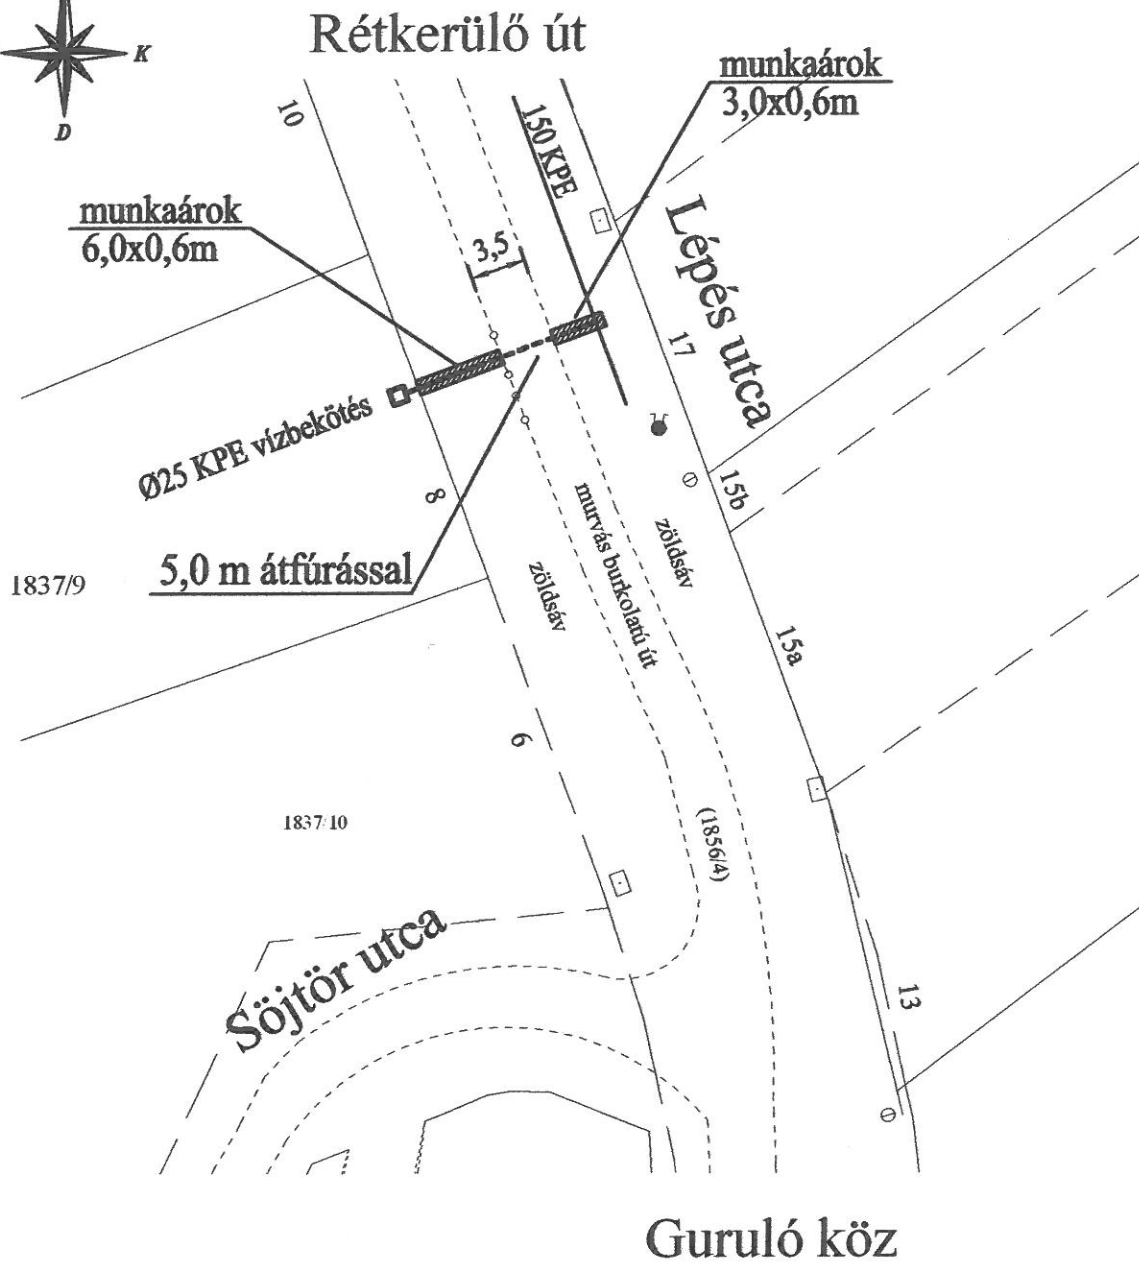 Rétkerülő út
K
D
munkaárok
3,0x0,6m
10
150 KPE
munkaárok
6,0x0,6m
Lépés utca
3,5
17
Ø25 KPE vízbekötés
8
15b
murvás burkolatú út
zöldsáv
5,0 m átfúrással
1837/9
zöldsáv
15a
6
1837/10
(1856/4)
Söjtör utca
13
Guruló köz